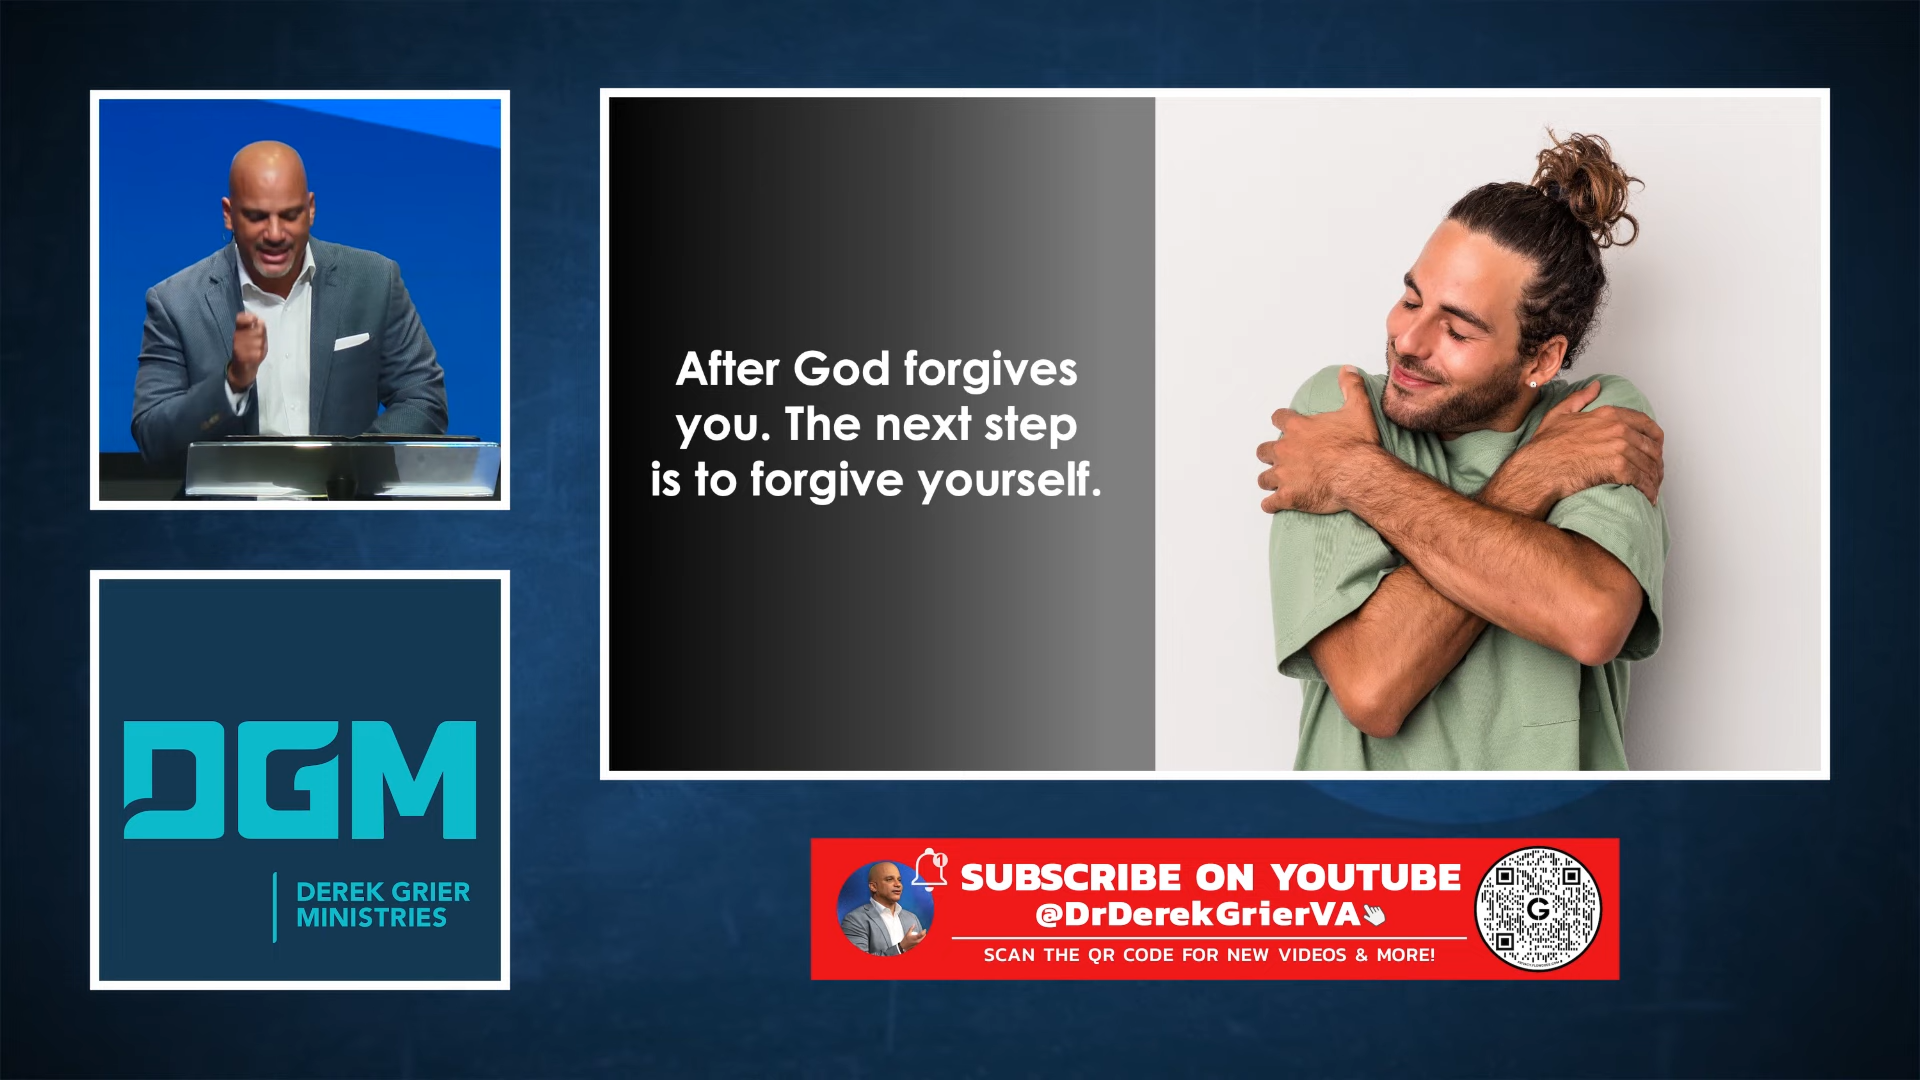 After God forgives
you. The next step
is to forgive yourself.
DGM
DEREK GRIER
MINISTRIES
1
SUBSCRIBE ON YOUTUBE
@DrDerekGrierVA
SCAN THE QR CODE FOR NEW VIDEOS & MORE!
G